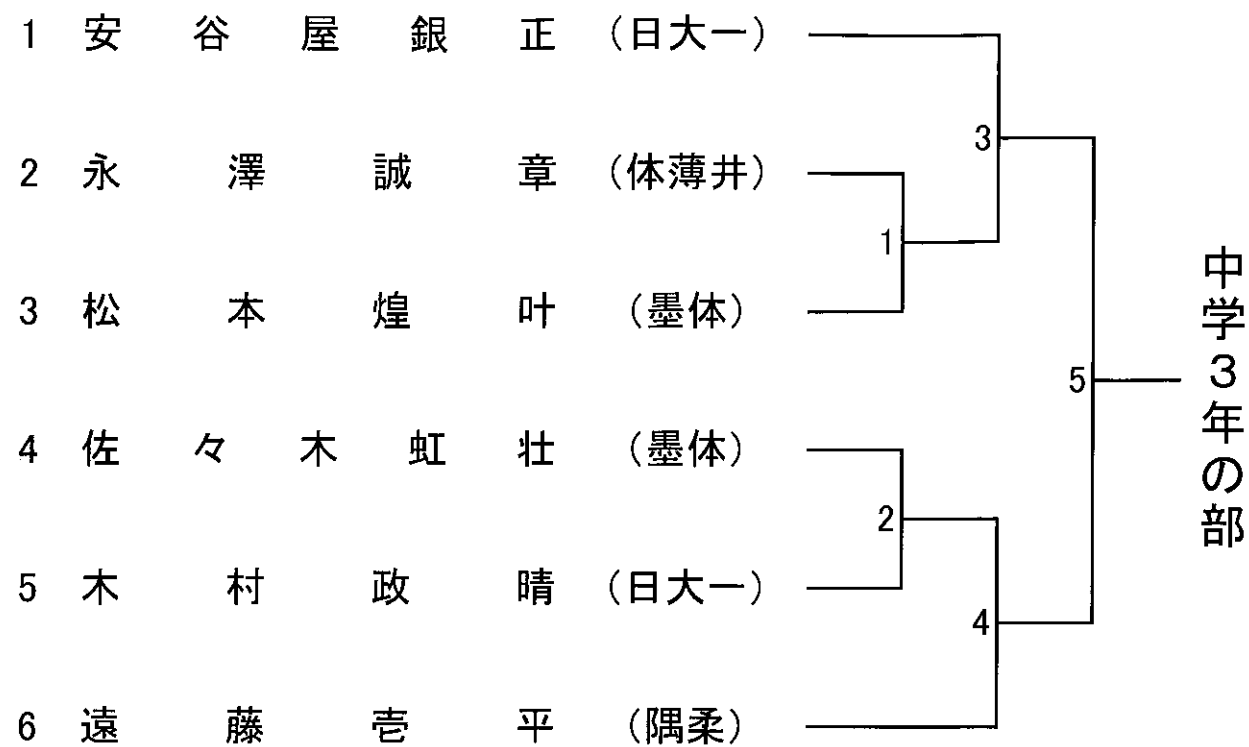 1 安谷屋銀正 (日大一)
2 永澤誠章 (体薄井)
3 松本煌叶 (墨体)
4 佐々木虹壮 (墨体)
5 木村政晴 (日大一)
6 遠藤壱平 (隅柔)
3
1
5
2
4
中学3年の部